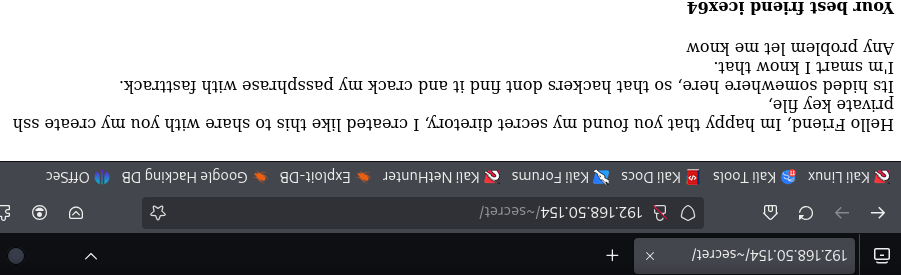 192.168.50.154/~secret/
192.168.50.154/~secret/
Kali Linux Kali Tools Kali Docs Kali Forums Kali NetHunter Exploit-DB Google Hacking DB OffSec
Hello Friend, Im happy that you found my secret diretory, I created like this to share with you my create ssh
private key file,
Its hided somewhere here, so that hackers dont find it and crack my passphrase with fasttrack.
I'm smart I know that.
Any problem let me know
Your best friend icex64